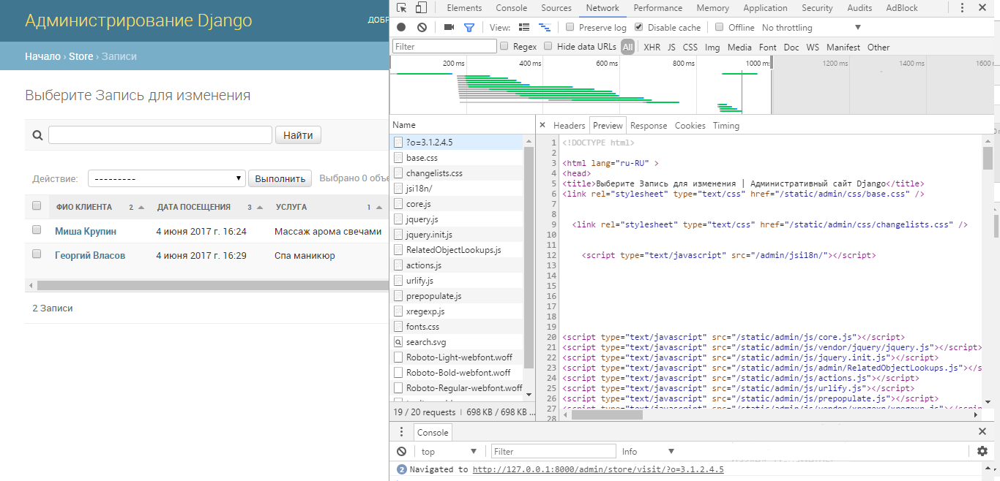 Администрирование Django
ДОБР
Начало › Store › Записи
Выберите Запись для изменения
Найти
Действие: --------- Выполнить Выбрано 0 объе
ФИО КЛИЕНТА 2 ДАТА ПОСЕЩЕНИЯ 3 УСЛУГА 1
Миша Крупин 4 июня 2017 г. 16:24 Массаж арома свечами
Георгий Власов 4 июня 2017 г. 16:29 Спа маникюр
2 Записи
Elements Console Sources Network Performance Memory Application Security Audits AdBlock
View: Preserve log Disable cache Offline No throttling
Filter Regex Hide data URLs All XHR JS CSS Img Media Font Doc WS Manifest Other
200 ms 400 ms 600 ms 800 ms 1000 ms 1200 ms 1400 ms 1600
Name
?o=3.1.2.4.5
base.css
changelists.css
jsi18n/
core.js
jquery.js
jquery.init.js
RelatedObjectLookups.js
actions.js
urlify.js
prepopulate.js
xregexp.js
fonts.css
search.svg
Roboto-Light-webfont.woff
Roboto-Bold-webfont.woff
Roboto-Regular-webfont.woff
19 / 20 requests | 698 KB / 698 KB ...
Headers Preview Response Cookies Timing
1 <!DOCTYPE html>
2
3 <html lang="ru-RU" >
4 <head>
5 <title>Выберите Запись для изменения | Административный сайт Django</title>
6 <link rel="stylesheet" type="text/css" href="/static/admin/css/base.css" />
7
8
9 <link rel="stylesheet" type="text/css" href="/static/admin/css/changelists.css" />
10
11
12 <script type="text/javascript" src="/admin/jsi18n/"></script>
13
14
15
16
17
18
19
20 <script type="text/javascript" src="/static/admin/js/core.js"></script>
21 <script type="text/javascript" src="/static/admin/js/vendor/jquery/jquery.js"></script>
22 <script type="text/javascript" src="/static/admin/js/jquery.init.js"></script>
23 <script type="text/javascript" src="/static/admin/js/admin/RelatedObjectLookups.js"></s
24 <script type="text/javascript" src="/static/admin/js/actions.js"></script>
25 <script type="text/javascript" src="/static/admin/js/urlify.js"></script>
26 <script type="text/javascript" src="/static/admin/js/prepopulate.js"></script>
27 <script type="text/javascript" src="/static/admin/js/vendor/xregexp/xregexp.js"></scrip
28
Console
top Filter Info
2 Navigated to http://127.0.0.1:8000/admin/store/visit/?o=3.1.2.4.5